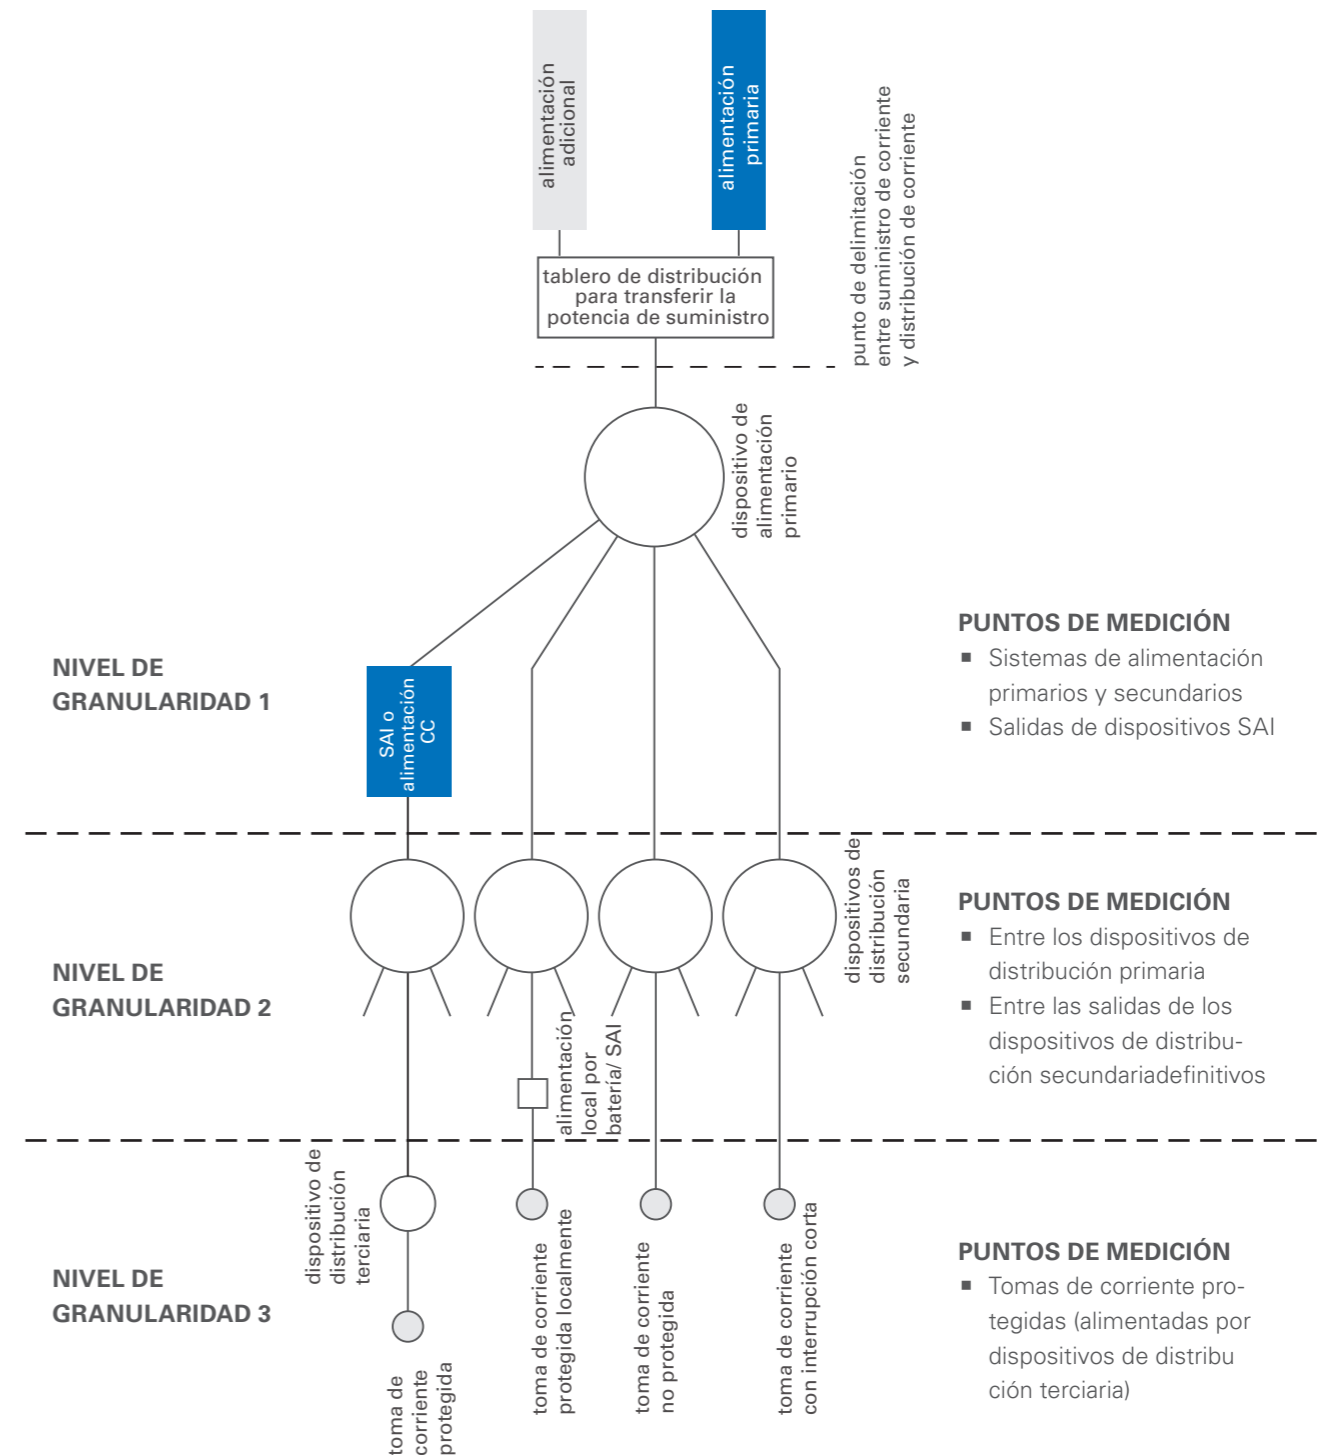 alimentación
adicional
alimentación
primaria
punto de delimitación
entre suministro de corriente
y distribución de corriente
tablero de distribución
para transferir la
potencia de suministro
dispositivo de
alimentación
primario
NIVEL DE
GRANULARIDAD 1
SAI o
alimentación
CC
PUNTOS DE MEDICIÓN
▪ Sistemas de alimentación
primarios y secundarios
▪ Salidas de dispositivos SAI
NIVEL DE
GRANULARIDAD 2
dispositivos de
distribución
secundaria
alimentación
local por
batería/ SAI
PUNTOS DE MEDICIÓN
▪ Entre los dispositivos de
distribución primaria
▪ Entre las salidas de los
dispositivos de distribu-
ción secundariadefinitivos
NIVEL DE
GRANULARIDAD 3
dispositivo de
distribución
terciaria
toma de
corriente
protegida
toma de corriente
protegida localmente
toma de corriente
no protegida
toma de corriente
con interrupción corta
PUNTOS DE MEDICIÓN
▪ Tomas de corriente pro-
tegidas (alimentadas por
dispositivos de distribu
ción terciaria)